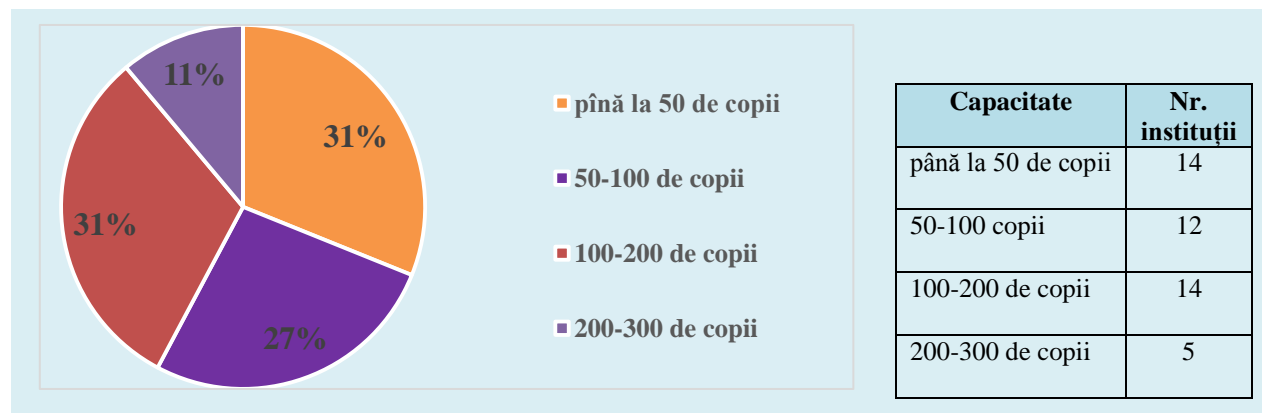 11%
31%
31%
27%
pînă la 50 de copii
50-100 de copii
100-200 de copii
200-300 de copii
Capacitate Nr. instituții
până la 50 de copii 14
50-100 copii 12
100-200 de copii 14
200-300 de copii 5